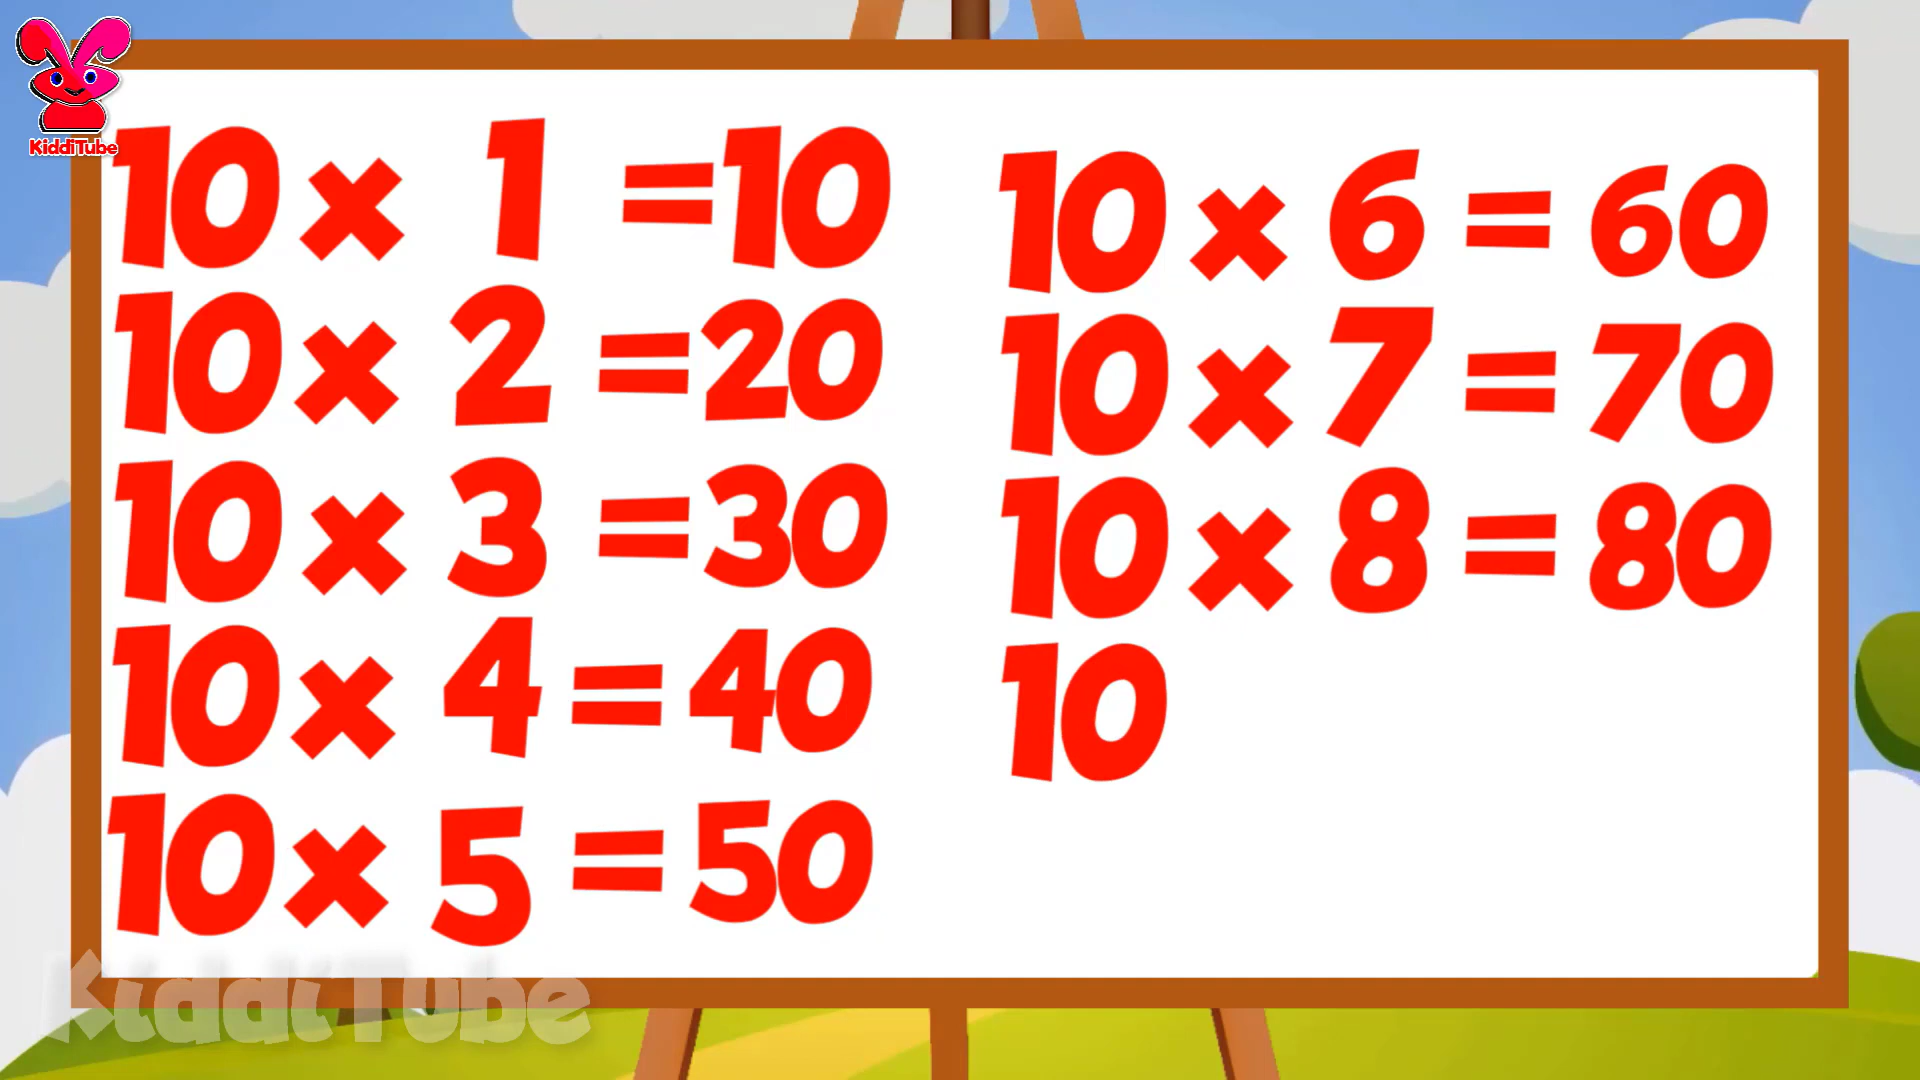 KiddiTube
10 × 1 = 10
10 × 2 = 20
10 × 3 = 30
10 × 4 = 40
10 × 5 = 50
10 × 6 = 60
10 × 7 = 70
10 × 8 = 80
10
KiddiTube